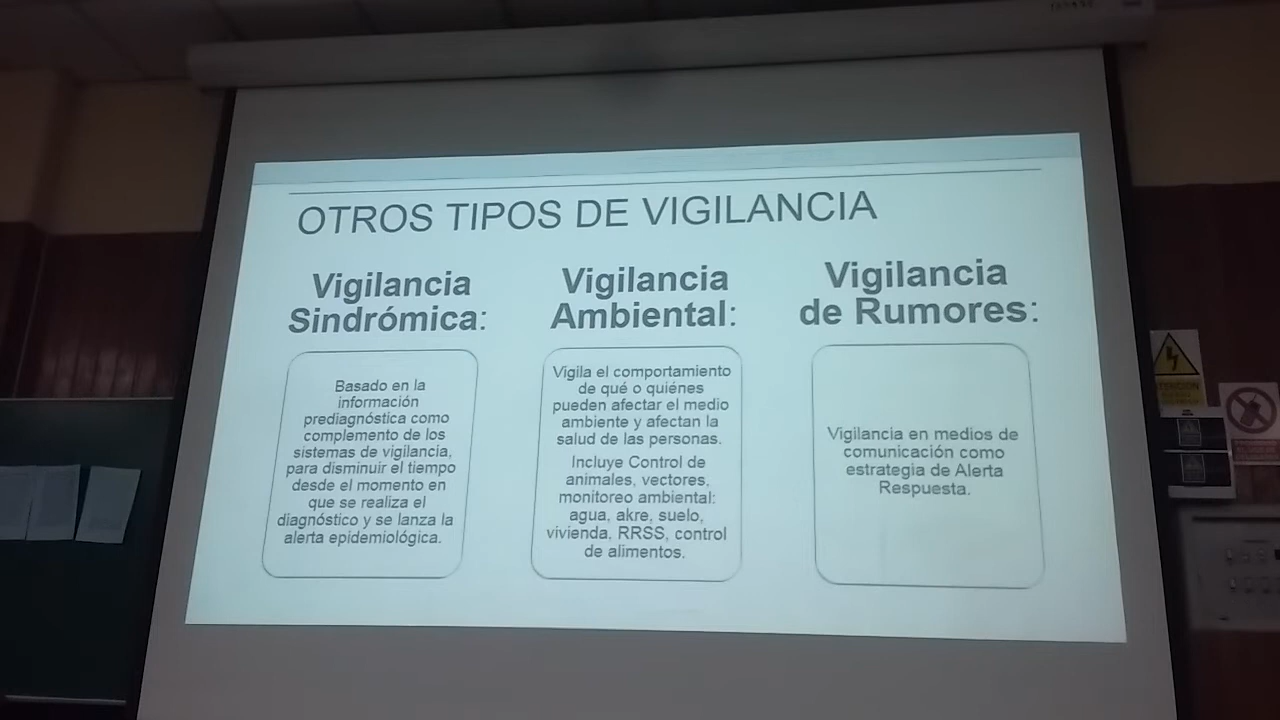 OTROS TIPOS DE VIGILANCIA
Vigilancia
Sindrómica:
Basado en la
información
prediagnóstica como
complemento de los
sistemas de vigilancia,
para disminuir el tiempo
desde el momento en
que se realiza el
diagnóstico y se lanza la
alerta epidemiológica.
Vigilancia
Ambiental:
Vigila el comportamiento
de qué o quiénes
pueden afectar el medio
ambiente y afectan la
salud de las personas.
Incluye Control de
animales, vectores,
monitoreo ambiental:
agua, akre, suelo,
vivienda, RRSS, control
de alimentos.
Vigilancia
de Rumores:
Vigilancia en medios de
comunicación como
estrategia de Alerta
Respuesta.
ATENCION